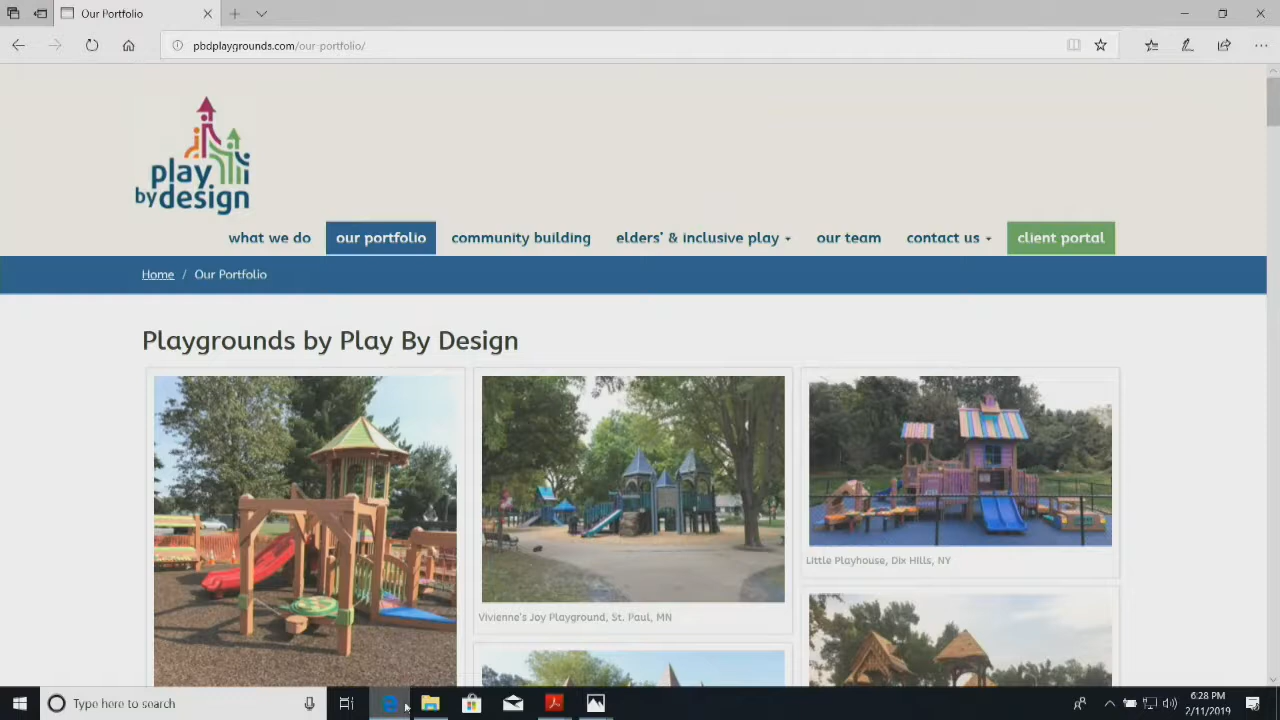 Our Portfolio
pbdplaygrounds.com/our-portfolio/
play
by design
what we do
our portfolio
community building
elders' & inclusive play
our team
contact us
client portal
Home / Our Portfolio
Playgrounds by Play By Design
Little Playhouse, Dix Hills, NY
Vivienne's Joy Playground, St. Paul, MN
Type here to search
6:28 PM
2/11/2019